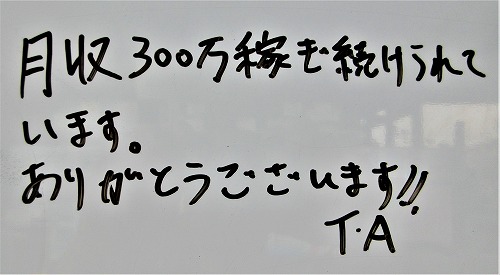 月収300万稼ぎ続けられて
います。
ありがとうございます!!
T.A